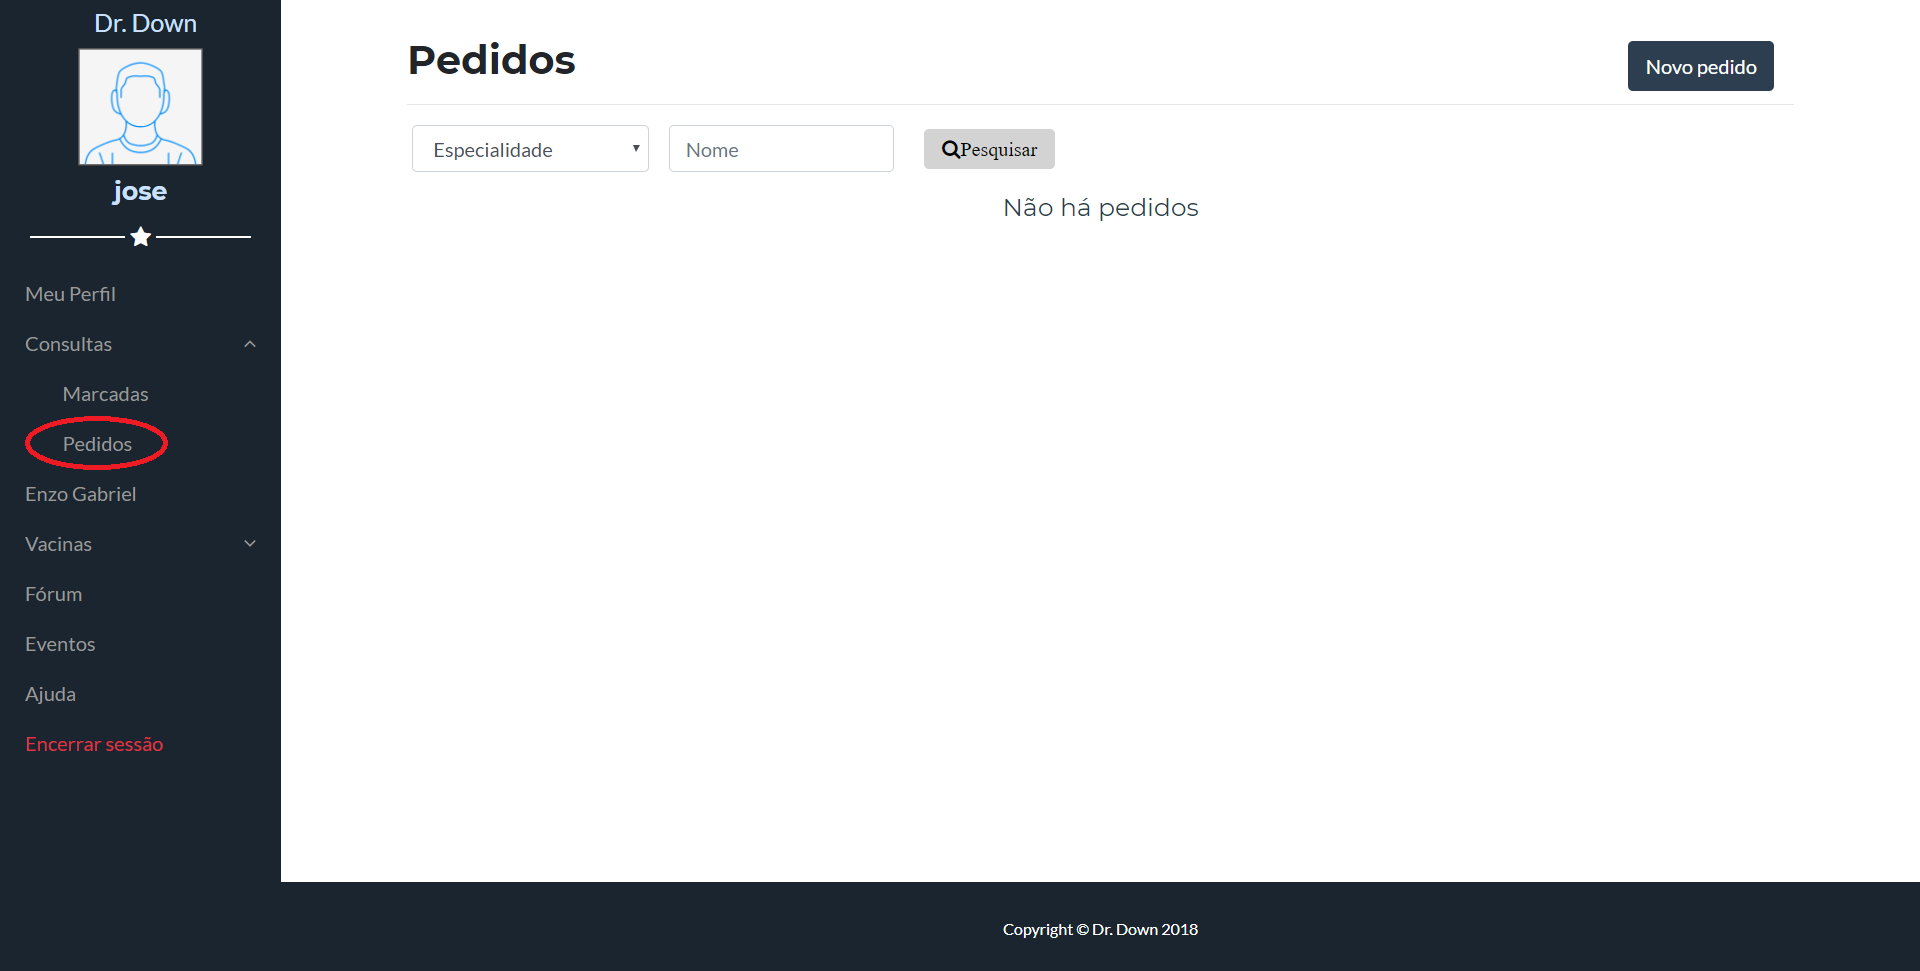 Dr. Down
jose
Meu Perfil
Consultas
Marcadas
Pedidos
Enzo Gabriel
Vacinas
Fórum
Eventos
Ajuda
Encerrar sessão
Pedidos
Novo pedido
Especialidade
Nome
Pesquisar
Não há pedidos
Copyright © Dr. Down 2018